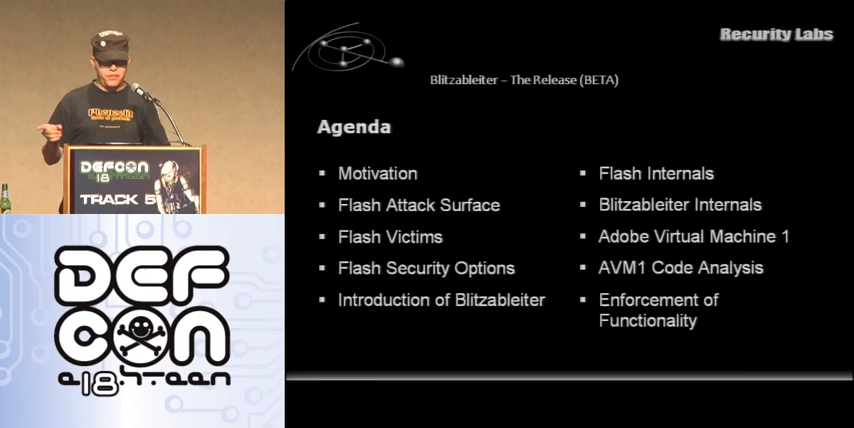 DEFCON
18
TRACK 5
DEF
CON
Recurity Labs
Blitzableiter – The Release (BETA)
Agenda
▪ Motivation
▪ Flash Attack Surface
▪ Flash Victims
▪ Flash Security Options
▪ Introduction of Blitzableiter
▪ Flash Internals
▪ Blitzableiter Internals
▪ Adobe Virtual Machine 1
▪ AVM1 Code Analysis
▪ Enforcement of
Functionality